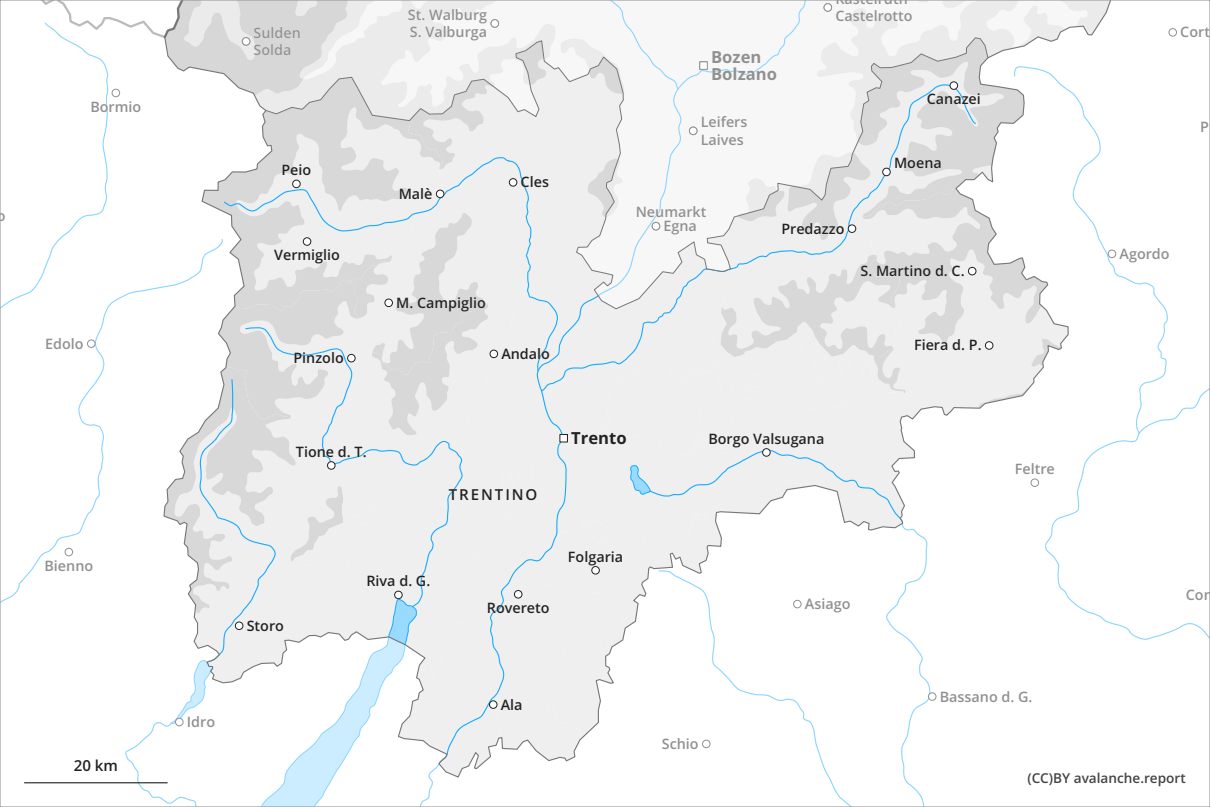 Kastelruth
Castelrotto
St. Walburg
S. Valburga
Sulden
Solda
Cort
Bozen
Bolzano
Bormio
Canazei
Leifers
Laives
P
Moena
Peio
Malè
Cles
Neumarkt
Egna
Predazzo
Vermiglio
Agordo
S. Martino d. C.
M. Campiglio
Edolo
Fiera d. P.
Pinzolo
Andalo
Trento
Borgo Valsugana
Tione d. T.
Feltre
TRENTINO
Bienno
Folgaria
Riva d. G.
Cor
Rovereto
Asiago
Storo
Bassano d. G.
Ala
Idro
Schio
20 km
(CC)BY avalanche.report